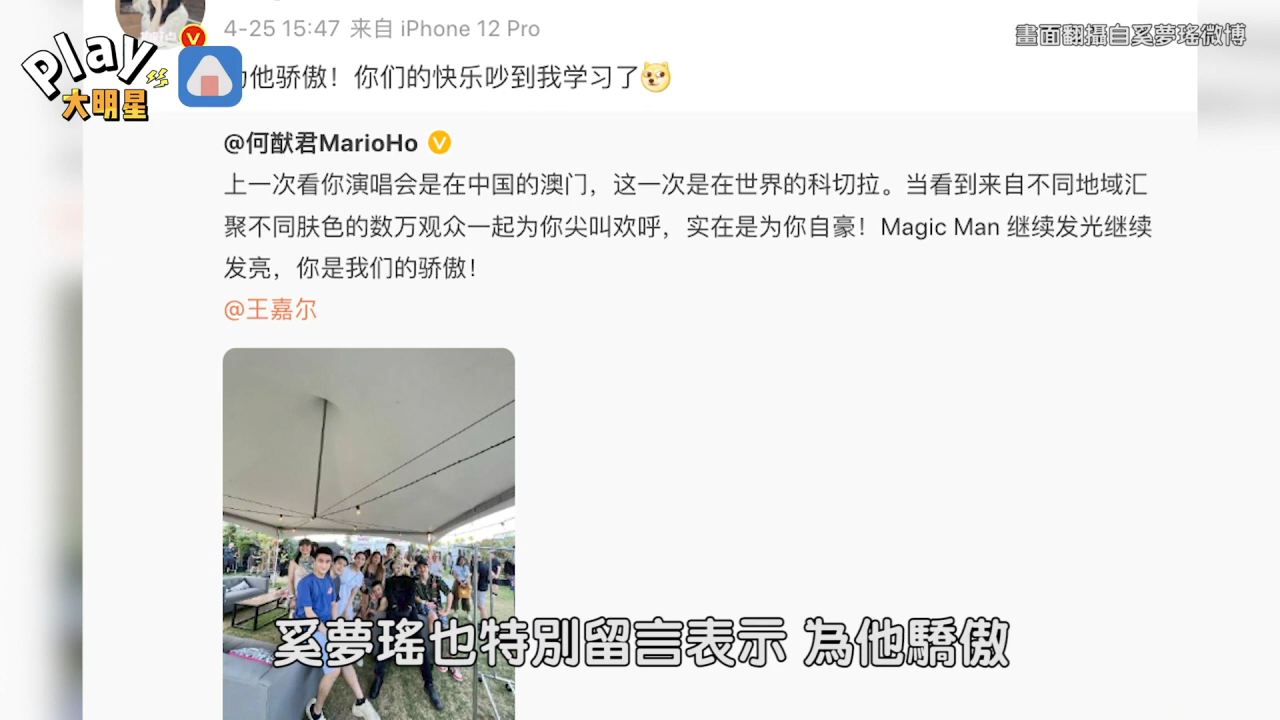 4-25 15:47 来自 iPhone 12 Pro
畫面翻攝自奚夢瑤微博
Play
大明星
为他骄傲！你们的快乐吵到我学习了
@何猷君MarioHo
上一次看你演唱会是在中国的澳门，这一次是在世界的科切拉。当看到来自不同地域汇
聚不同肤色的数万观众一起为你尖叫欢呼，实在是为你自豪！Magic Man 继续发光继续
发亮，你是我们的骄傲！
@王嘉尔
奚夢瑤也特別留言表示 為他驕傲